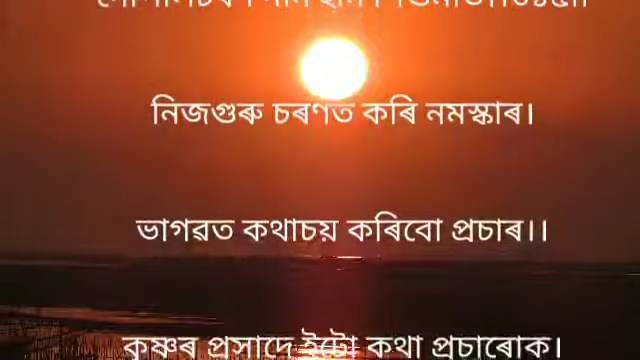 নিজগুৰু চৰণত কৰি নমস্কাৰ।
ভাগৱত কথাচয় কৰিবো প্ৰচাৰ।।
কৃষ্ণৰ প্ৰসাদে ইটো কথা প্ৰচাৰোক।